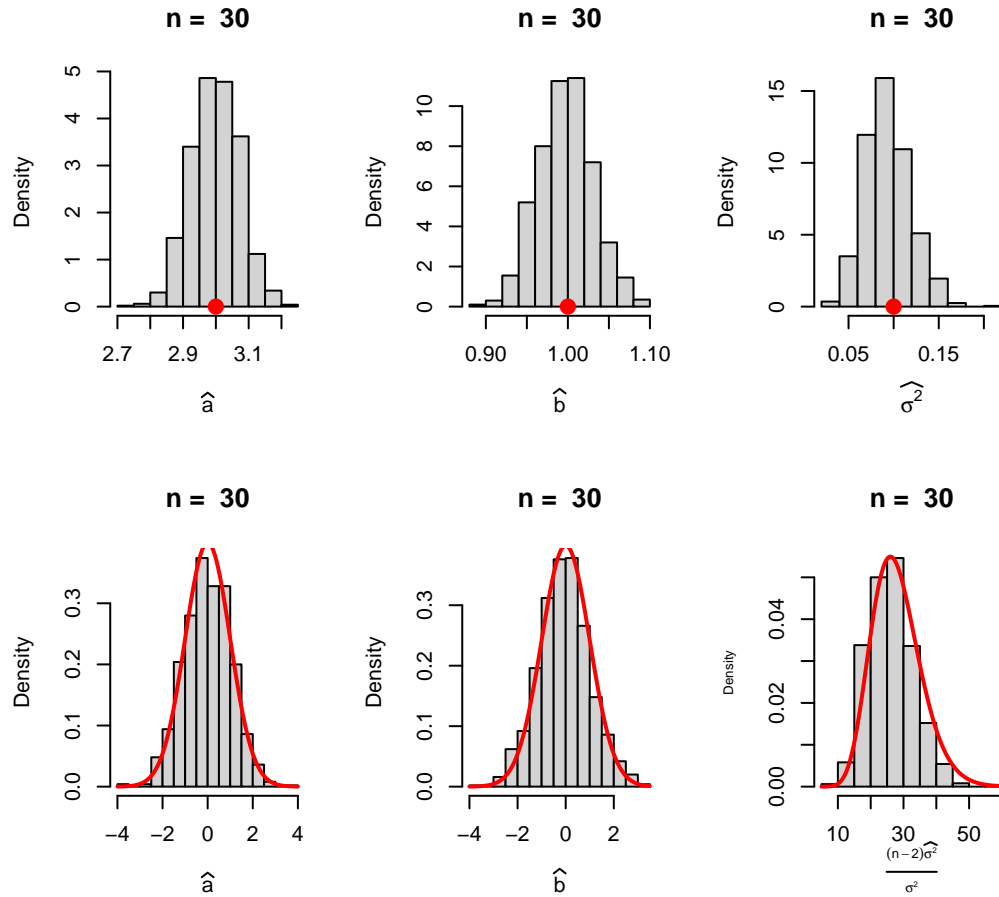 n = 30
Density
0 1 2 3 4 5
2.7 2.9 3.1
â
n = 30
Density
0 2 4 6 8 10
0.90 1.00 1.10
b̂
n = 30
Density
0 5 10 15
0.05 0.15
σ̂²
n = 30
Density
0.0 0.1 0.2 0.3
−4 −2 0 2 4
â
n = 30
Density
0.0 0.1 0.2 0.3
−4 −2 0 2
b̂
n = 30
Density
0.00 0.02 0.04
10 30 50
(n − 2)σ̂²
σ²